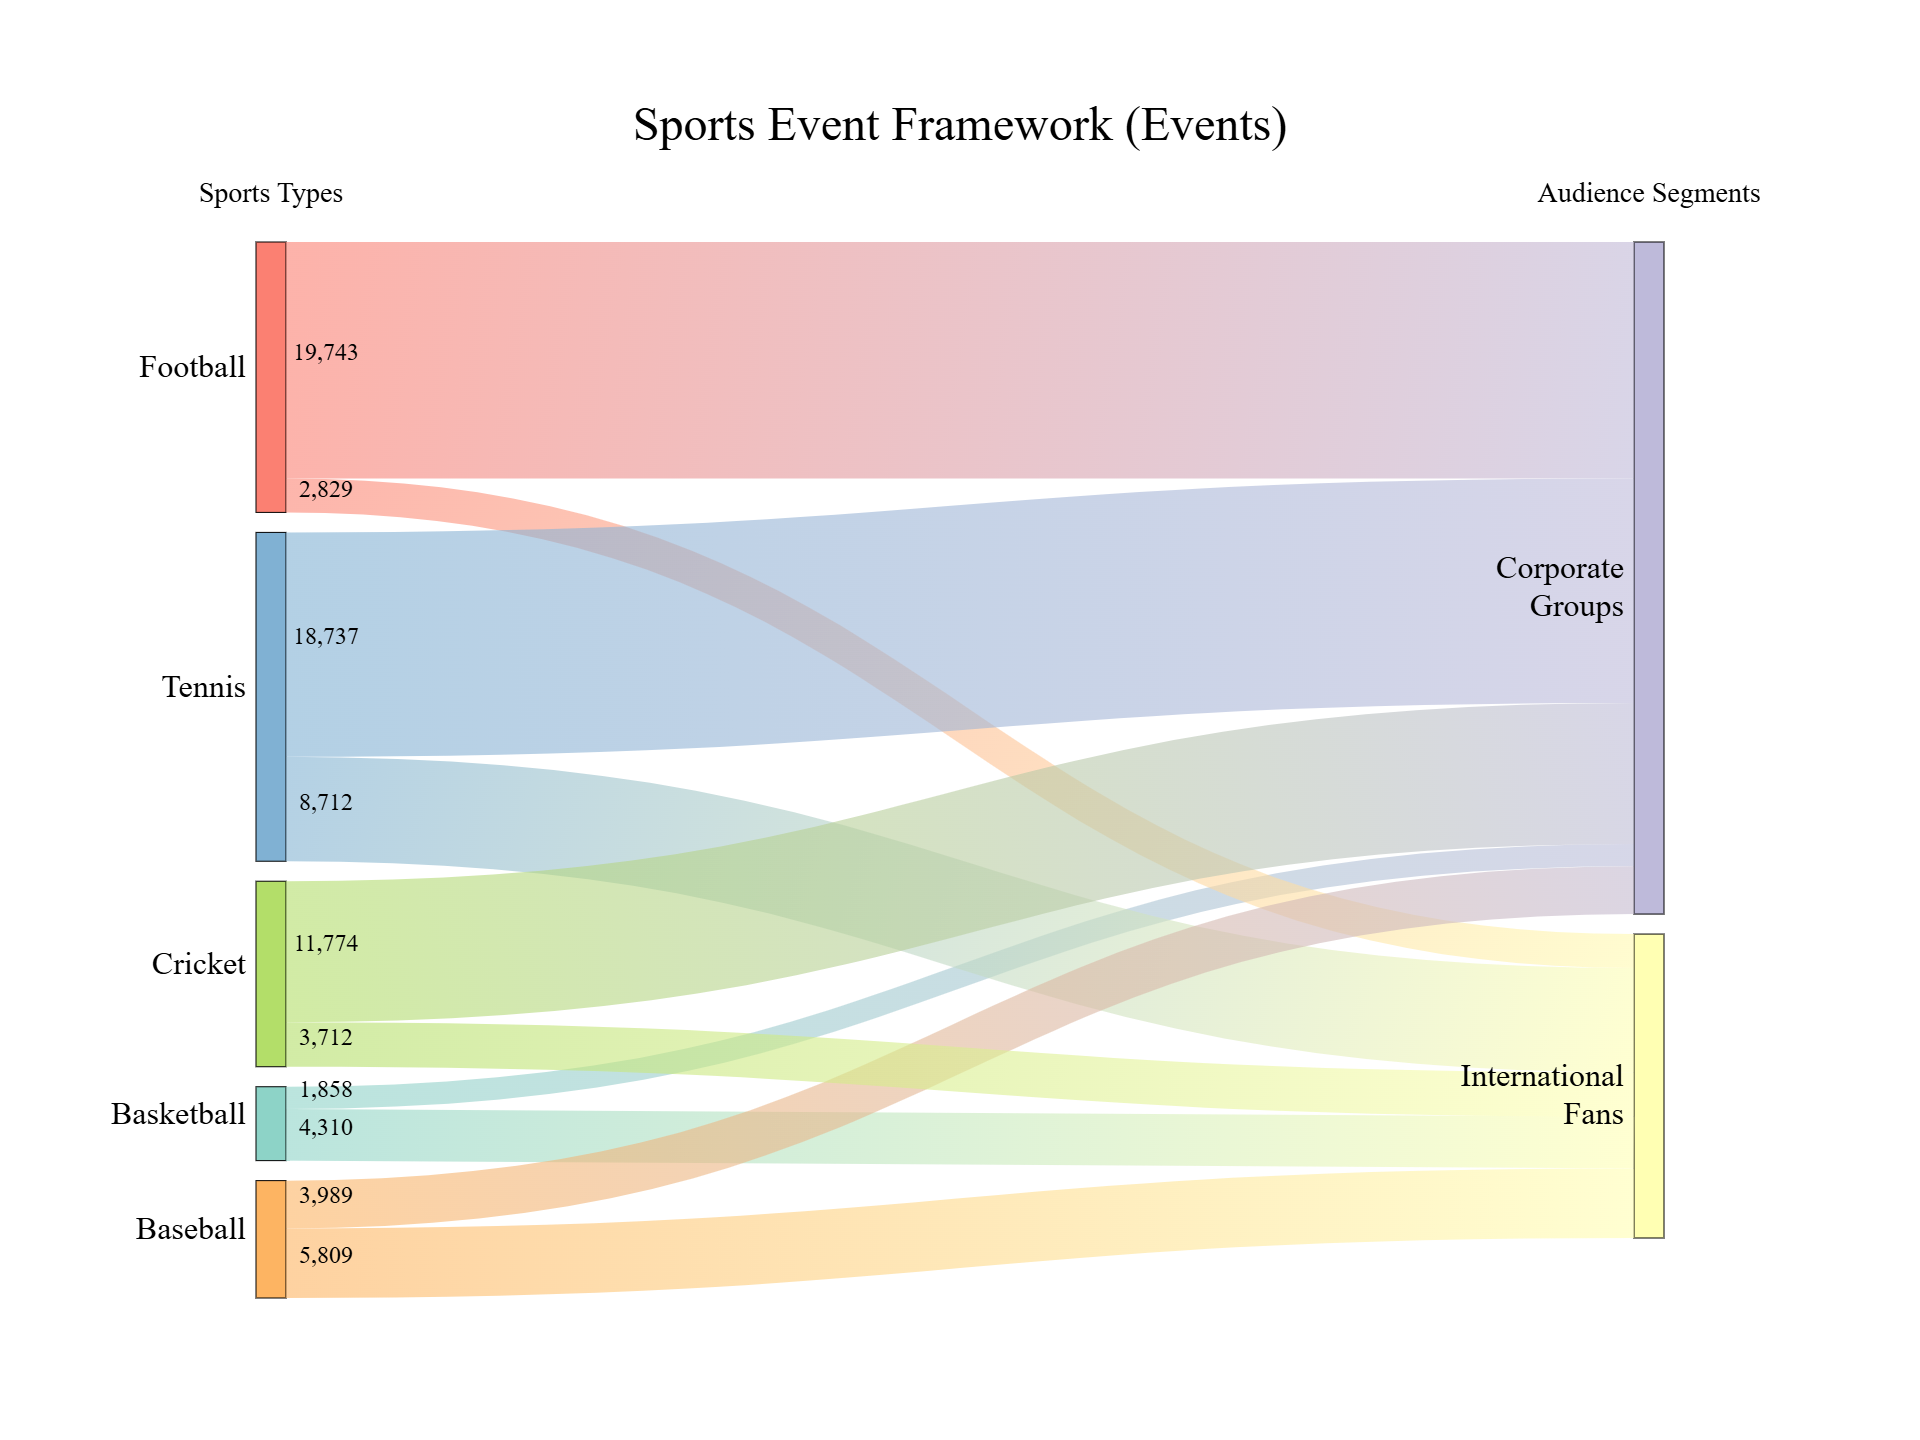 Sports Event Framework (Events)
Sports Types
Audience Segments
Football
19,743
2,829
Tennis
18,737
8,712
Cricket
11,774
3,712
Basketball
1,858
4,310
Baseball
3,989
5,809
Corporate
Groups
International
Fans